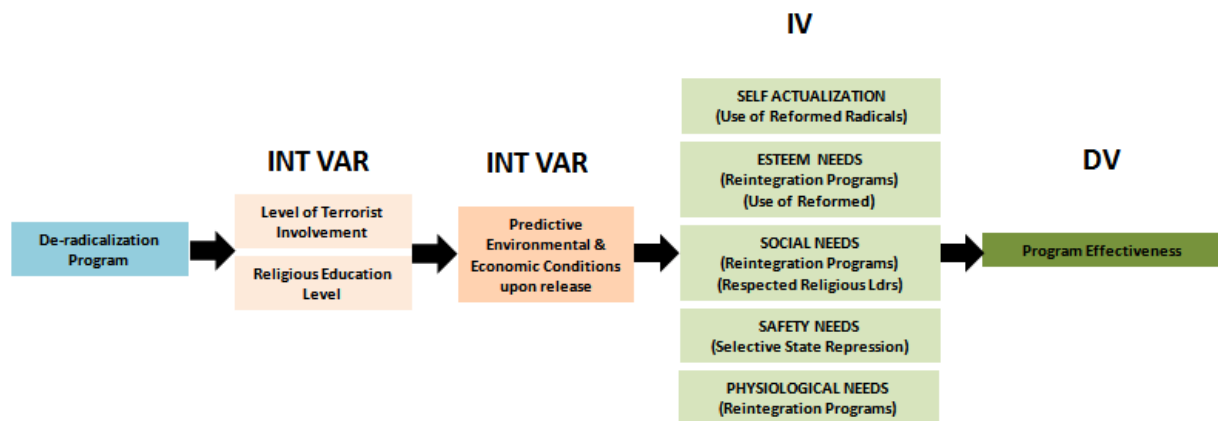 IV
INT VAR
INT VAR
DV
De-radicalization
Program
Level of Terrorist
Involvement
Religious Education
Level
Predictive
Environmental &
Economic Conditions
upon release
SELF ACTUALIZATION
(Use of Reformed Radicals)
ESTEEM NEEDS
(Reintegration Programs)
(Use of Reformed)
SOCIAL NEEDS
(Reintegration Programs)
(Respected Religious Ldrs)
SAFETY NEEDS
(Selective State Repression)
PHYSIOLOGICAL NEEDS
(Reintegration Programs)
Program Effectiveness